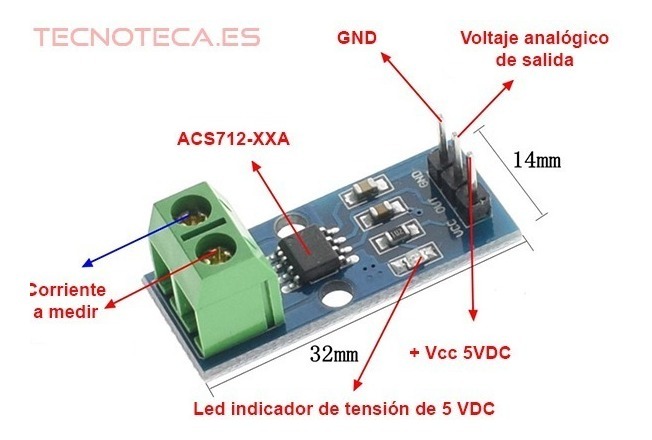 TECNOTECA.ES
GND
Voltaje analógico
de salida
ACS712-XXA
14mm
GND
OUT
VCC
Corriente
a medir
32mm
+ Vcc 5VDC
Led indicador de tensión de 5 VDC